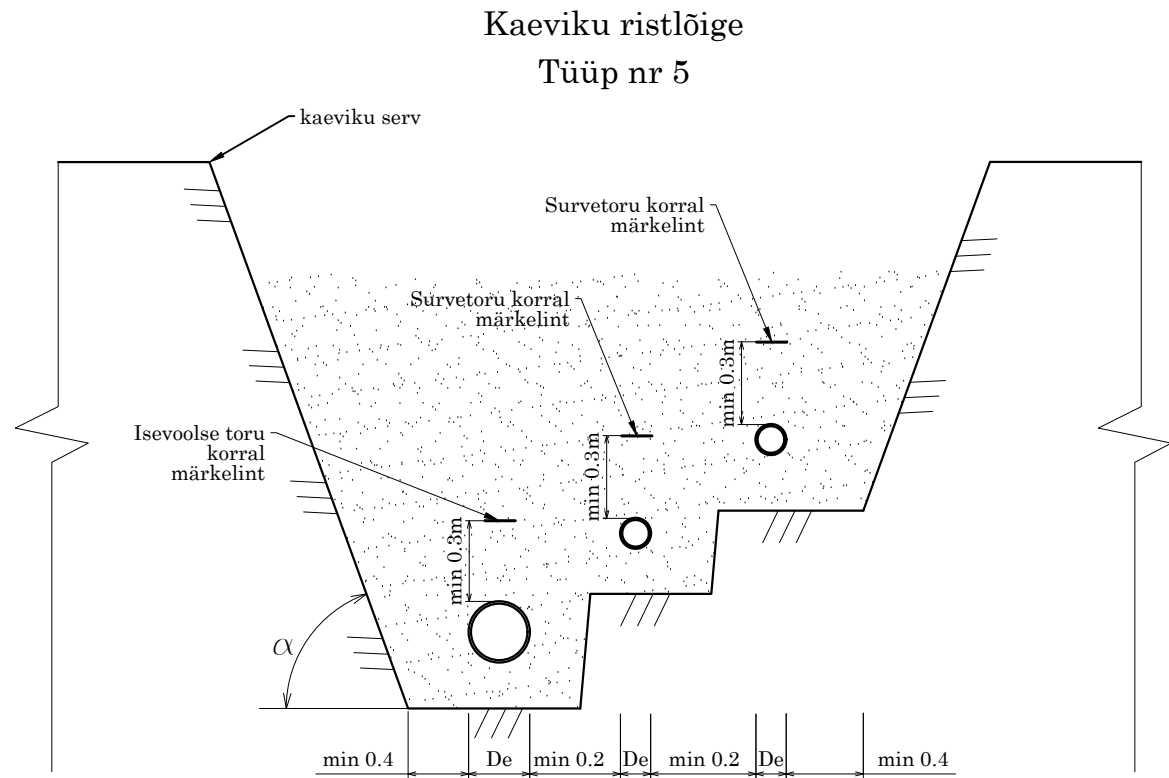 Kaeviku ristlõige
Tüüp nr 5
kaeviku serv
Survetoru korral
märkelint
Survetoru korral
märkelint
min 0.3m
Isevoolse toru
korral
märkelint
min 0.3m
min 0.3m
α
min 0.4
De
min 0.2
De
min 0.2
De
min 0.4